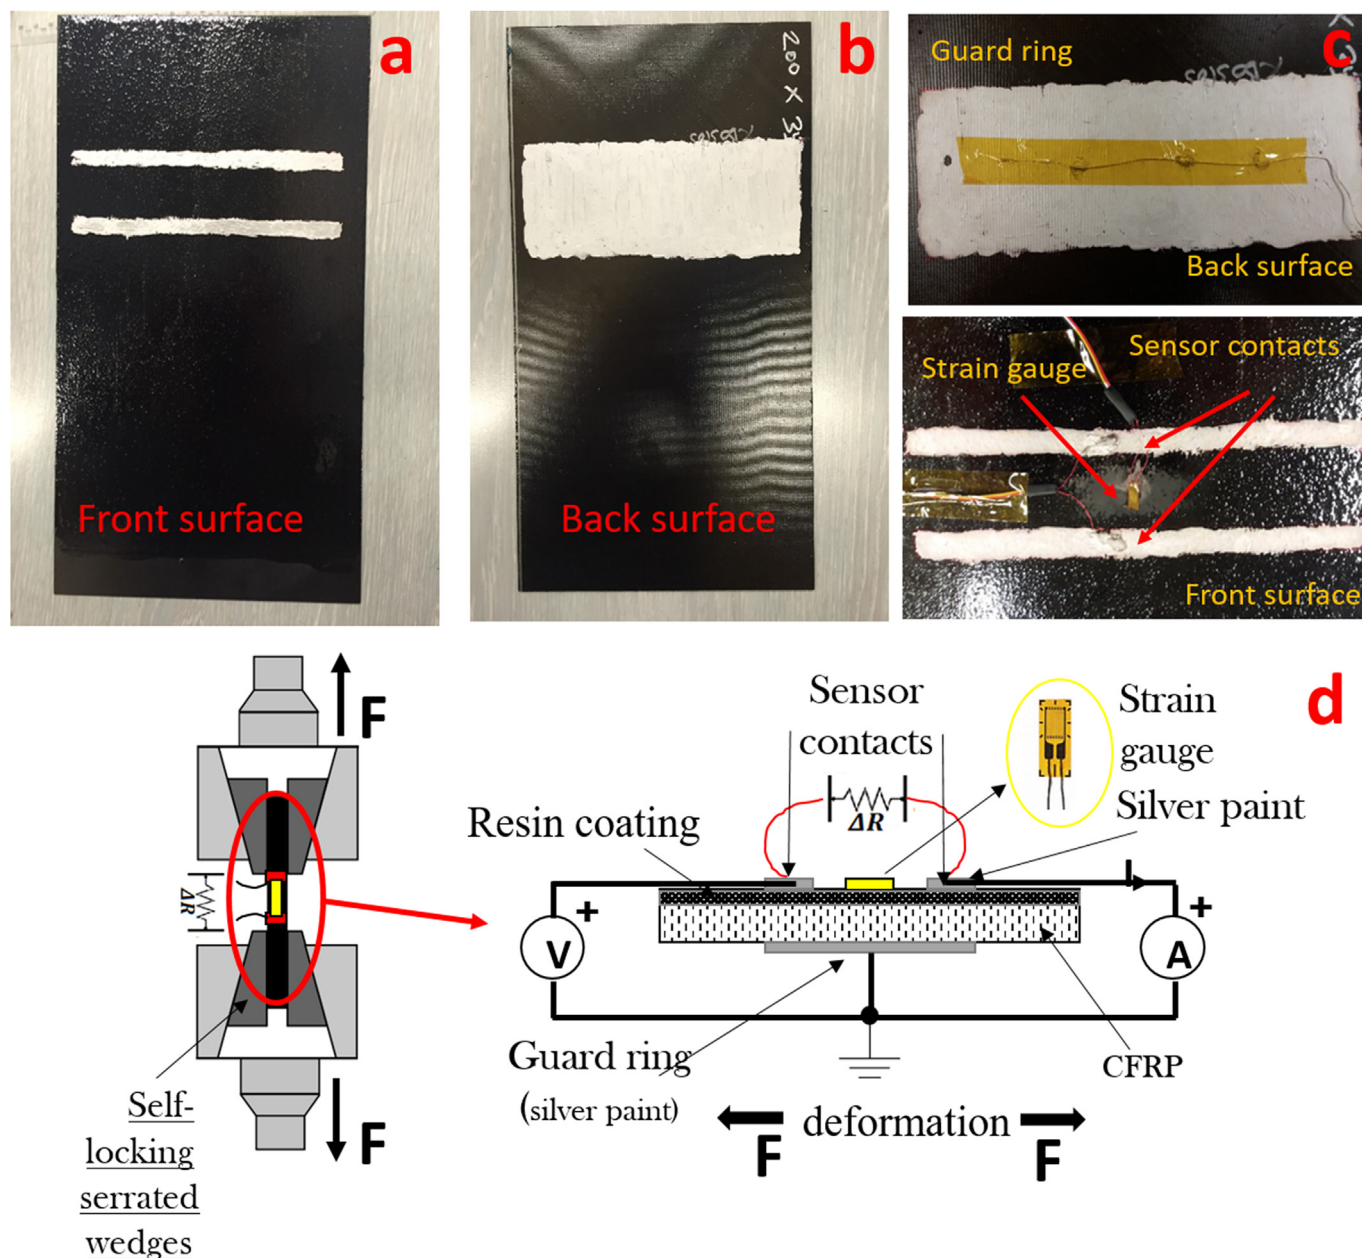 a
Front surface
b
200 X 35
Back surface
c
Guard ring
Back surface
Strain gauge
Sensor contacts
Front surface
d
F
ΔR
F
Self-
locking
serrated
wedges
Sensor
contacts
Strain
gauge
ΔR
Silver paint
Resin coating
I
+
V
+
A
Guard ring
(silver paint)
CFRP
deformation
F
F